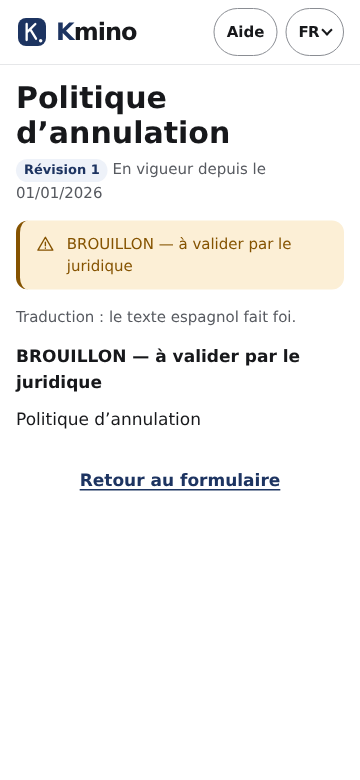 K. Kmino
Aide
FR
Politique
d’annulation
Révision 1 En vigueur depuis le
01/01/2026
BROUILLON — à valider par le
juridique
Traduction : le texte espagnol fait foi.
BROUILLON — à valider par le
juridique
Politique d’annulation
Retour au formulaire